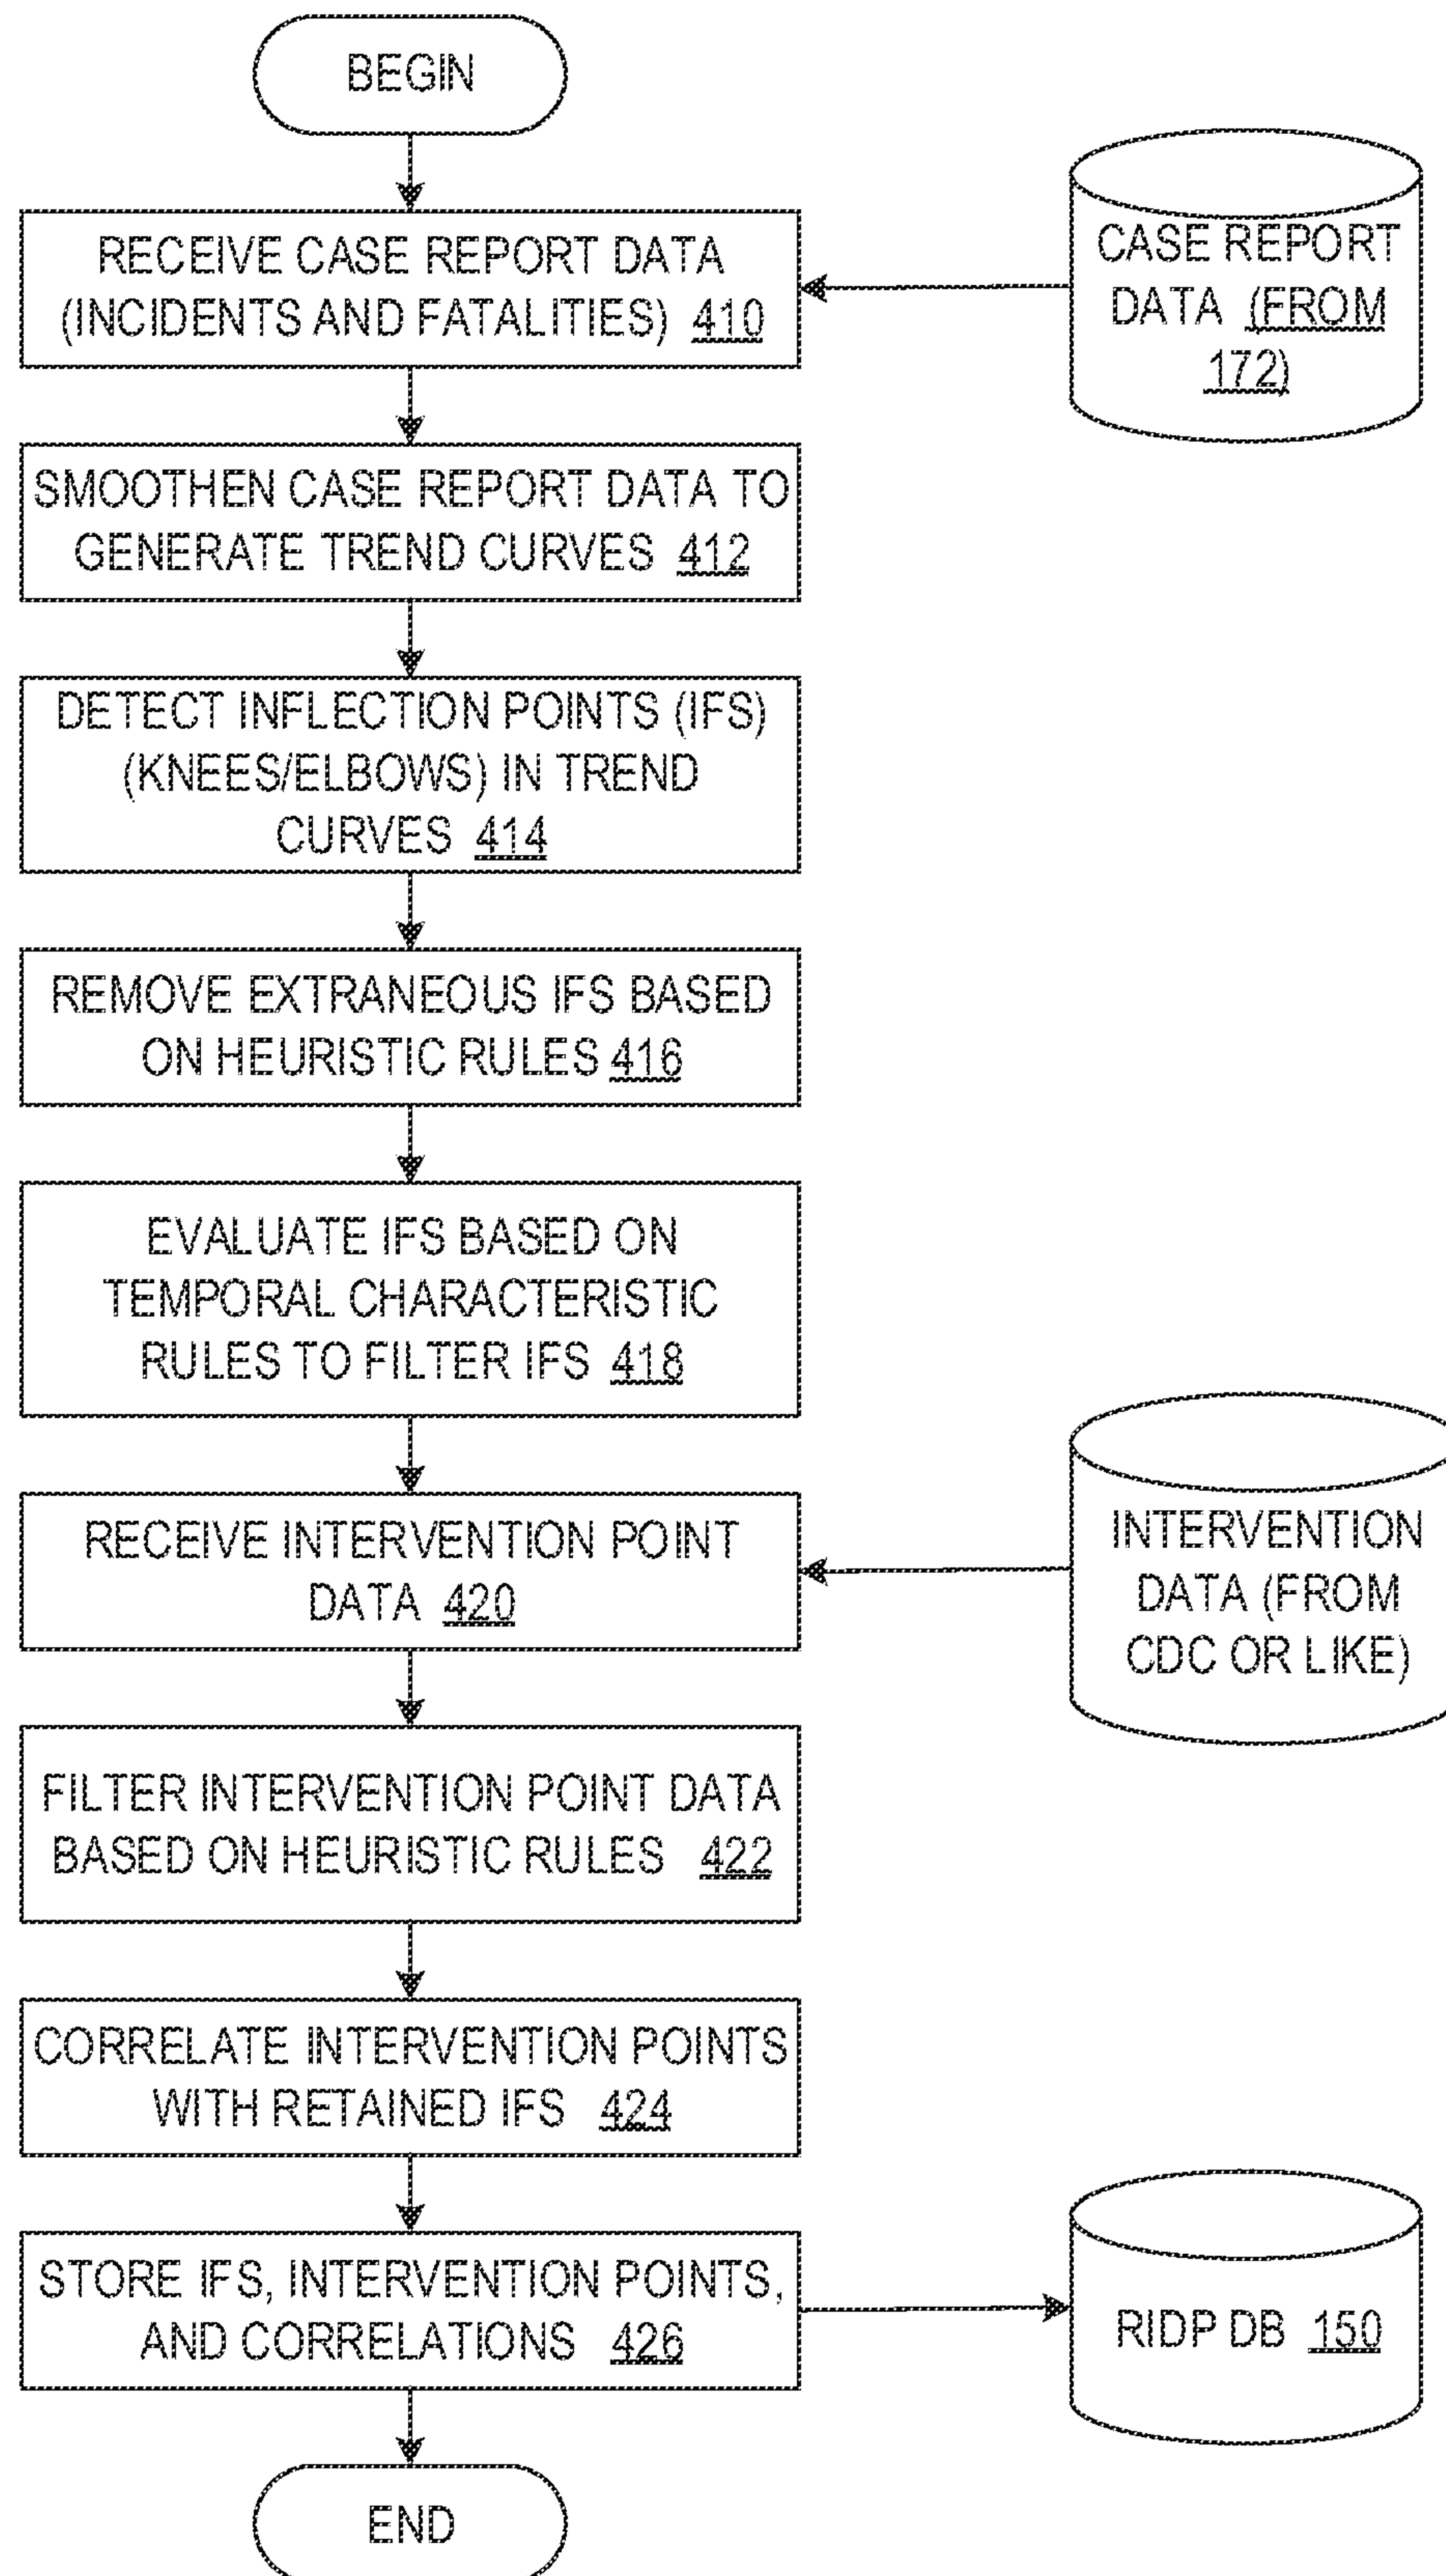 BEGIN
RECEIVE CASE REPORT DATA
(INCIDENTS AND FATALITIES) 410
CASE REPORT
DATA (FROM
172)
SMOOTHEN CASE REPORT DATA TO
GENERATE TREND CURVES 412
DETECT INFLECTION POINTS (IFS)
(KNEES/ELBOWS) IN TREND
CURVES 414
REMOVE EXTRANEOUS IFS BASED
ON HEURISTIC RULES 416
EVALUATE IFS BASED ON
TEMPORAL CHARACTERISTIC
RULES TO FILTER IFS 418
RECEIVE INTERVENTION POINT
DATA 420
INTERVENTION
DATA (FROM
CDC OR LIKE)
FILTER INTERVENTION POINT DATA
BASED ON HEURISTIC RULES 422
CORRELATE INTERVENTION POINTS
WITH RETAINED IFS 424
STORE IFS, INTERVENTION POINTS,
AND CORRELATIONS 426
RIDP DB 150
END